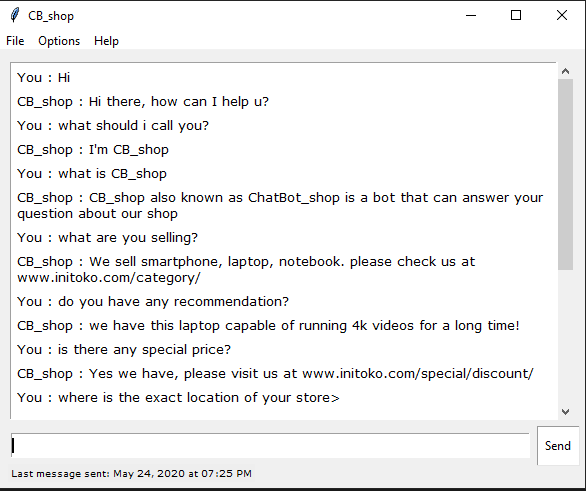 CB_shop
File Options Help
You : Hi
CB_shop : Hi there, how can I help u?
You : what should i call you?
CB_shop : I'm CB_shop
You : what is CB_shop
CB_shop : CB_shop also known as ChatBot_shop is a bot that can answer your
question about our shop
You : what are you selling?
CB_shop : We sell smartphone, laptop, notebook. please check us at
www.initoko.com/category/
You : do you have any recommendation?
CB_shop : we have this laptop capable of running 4k videos for a long time!
You : is there any special price?
CB_shop : Yes we have, please visit us at www.initoko.com/special/discount/
You : where is the exact location of your store>
Send
Last message sent: May 24, 2020 at 07:25 PM